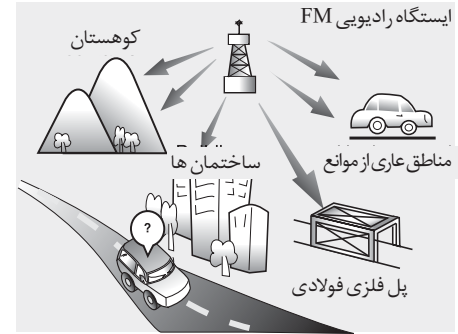 ایستگاه رادیویی FM
کوهستان
مناطق عاری از موانع
ساختمان ها
?
پل فلزی فولادی